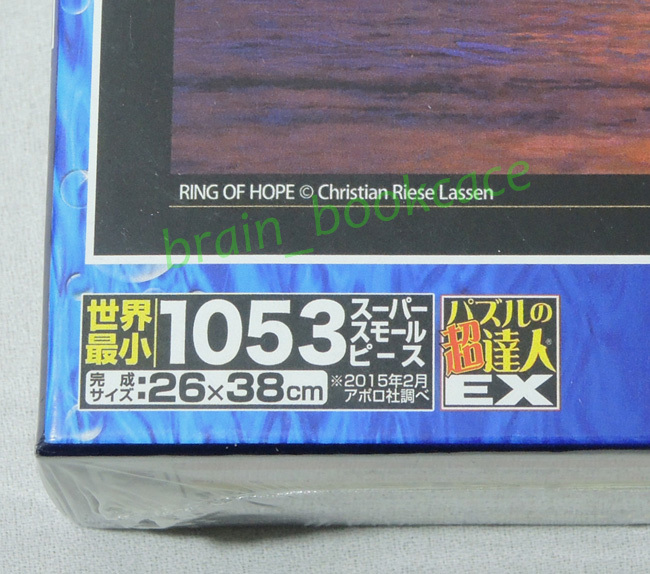 RING OF HOPE © Christian Riese Lassen
brain_bookcace
世界最小
1053
スーパースモールピース
完成サイズ:26×38cm
※2015年2月アポロ社調べ
パズルの
超達人®
EX